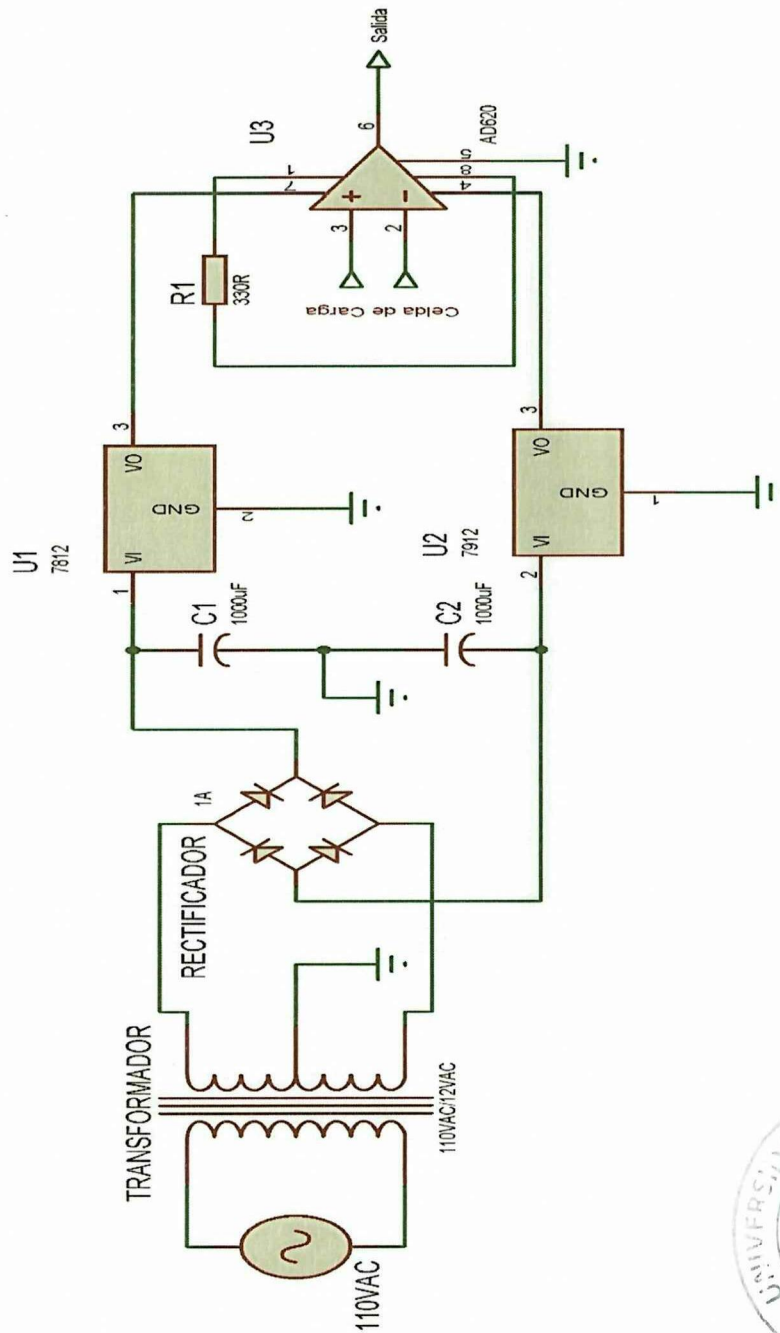 TRANSFORMADOR
110VAC
110VAC/12VAC
RECTIFICADOR
1A
C1
1000uF
C2
1000uF
U1
7812
1
VI
VO
3
GND
2
U2
7912
2
VI
VO
3
GND
1
R1
330R
Celda de Carga
3
2
+
-
1
7
U3
6
Salida
5
8
4
AD620
UNIVERSI